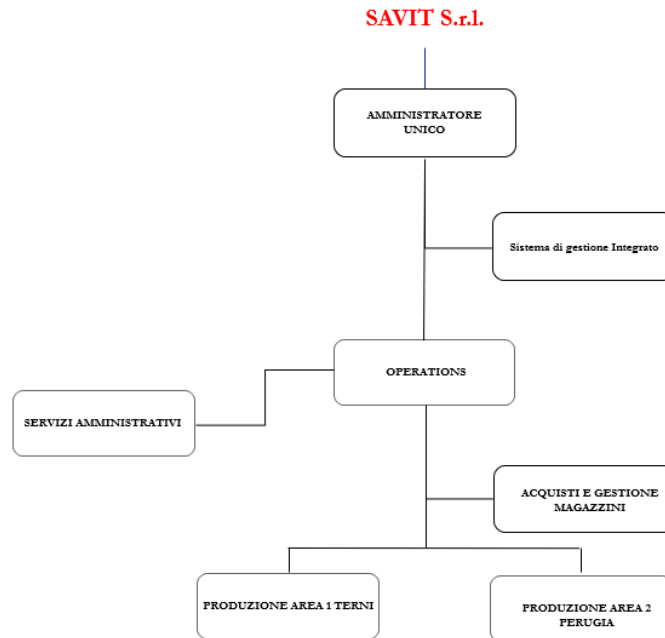 SAVIT S.r.l.
AMMINISTRATORE
UNICO
Sistema di gestione Integrato
OPERATIONS
SERVIZI AMMINISTRATIVI
ACQUISTI E GESTIONE
MAGAZZINI
PRODUZIONE AREA 1 TERNI
PRODUZIONE AREA 2
PERUGIA